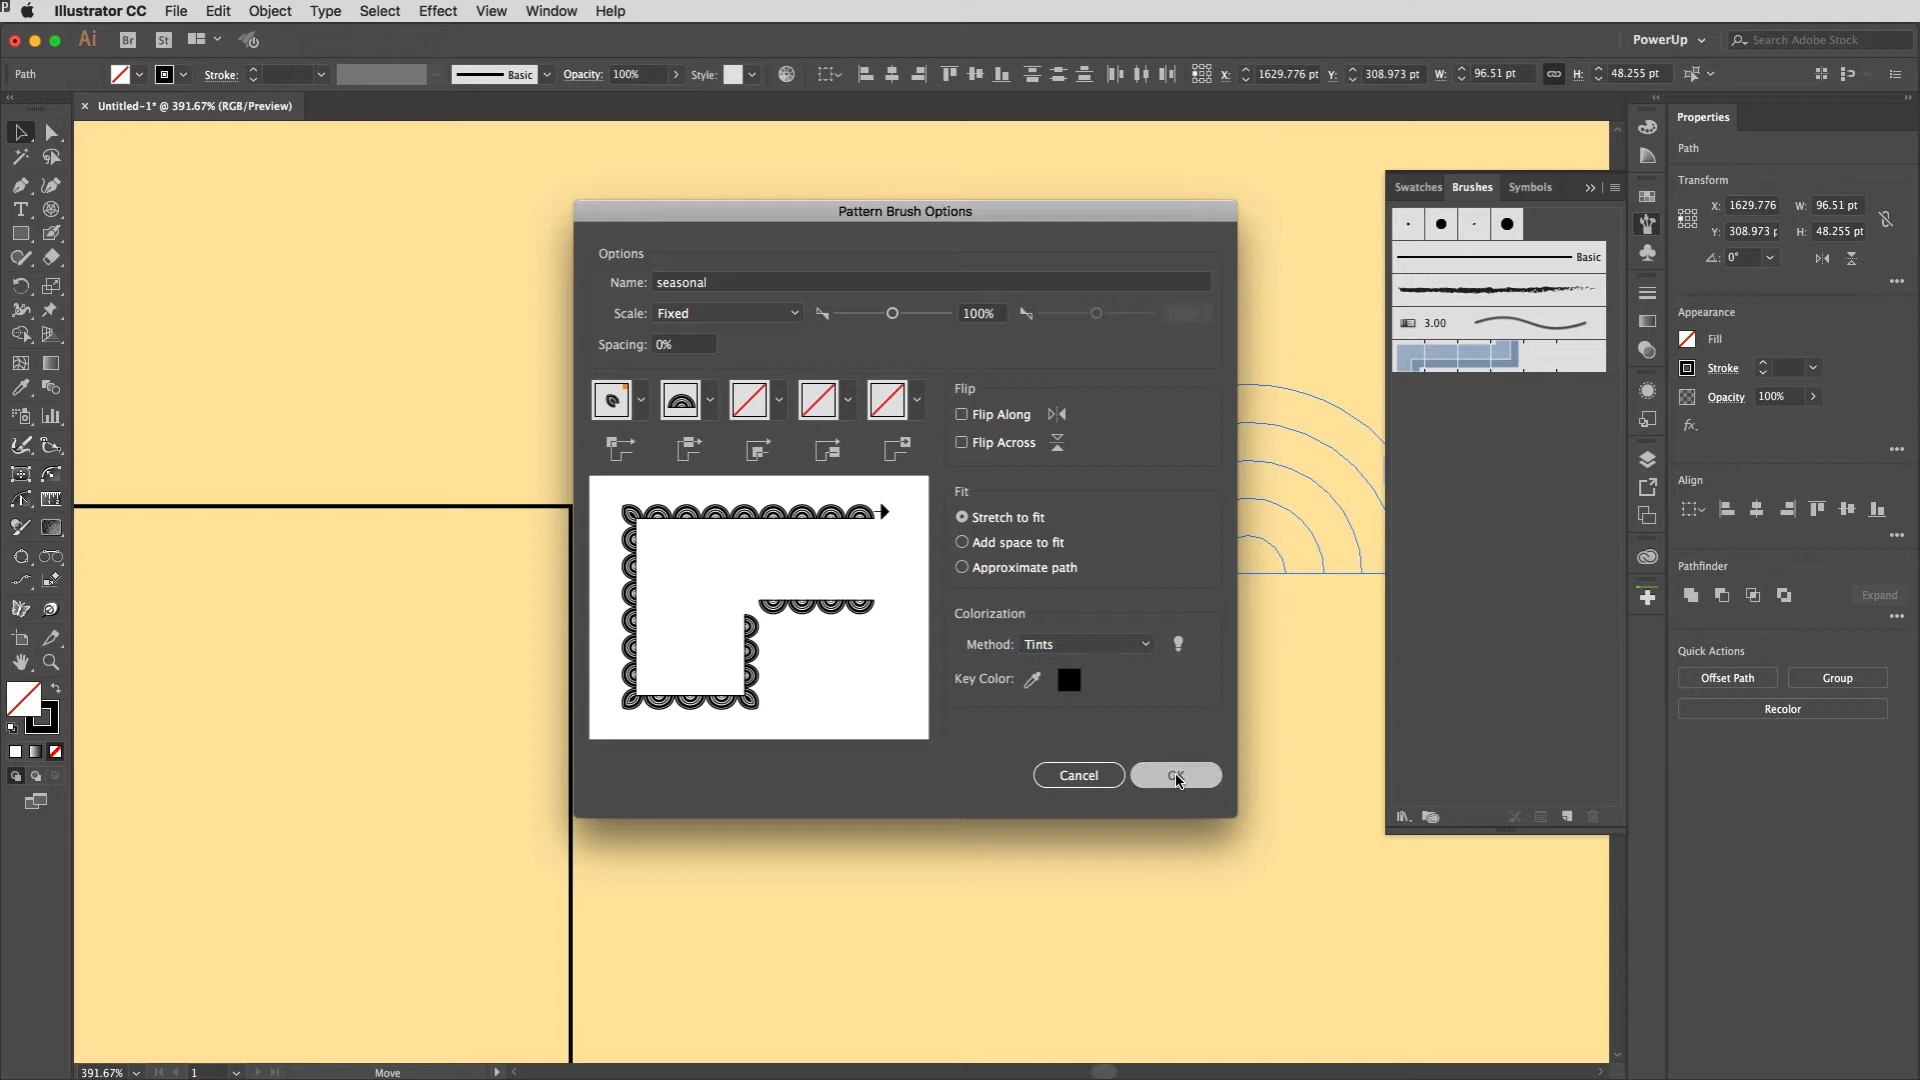 Illustrator CC File Edit Object Type Select Effect View Window Help
Ai Br St PowerUp Search Adobe Stock
Path Stroke: Basic Opacity: 100% Style: X: 1629.776 pt Y: 308.973 pt W: 96.51 pt H: 48.255 pt
Untitled-1* @ 391.67% (RGB/Preview)
Properties
Path
Transform
X: 1629.776 W: 96.51 pt
Y: 308.973 p H: 48.255 pt
0°
Appearance
Fill
Stroke
Opacity 100%
fx.
Align
Pathfinder
Expand
Quick Actions
Offset Path Group
Recolor
Swatches Brushes Symbols
Basic
3.00
Pattern Brush Options
Options
Name: seasonal
Scale: Fixed 100%
Spacing: 0%
Flip
Flip Along
Flip Across
Fit
Stretch to fit
Add space to fit
Approximate path
Colorization
Method: Tints
Key Color:
Cancel OK
391.67% 1 Move